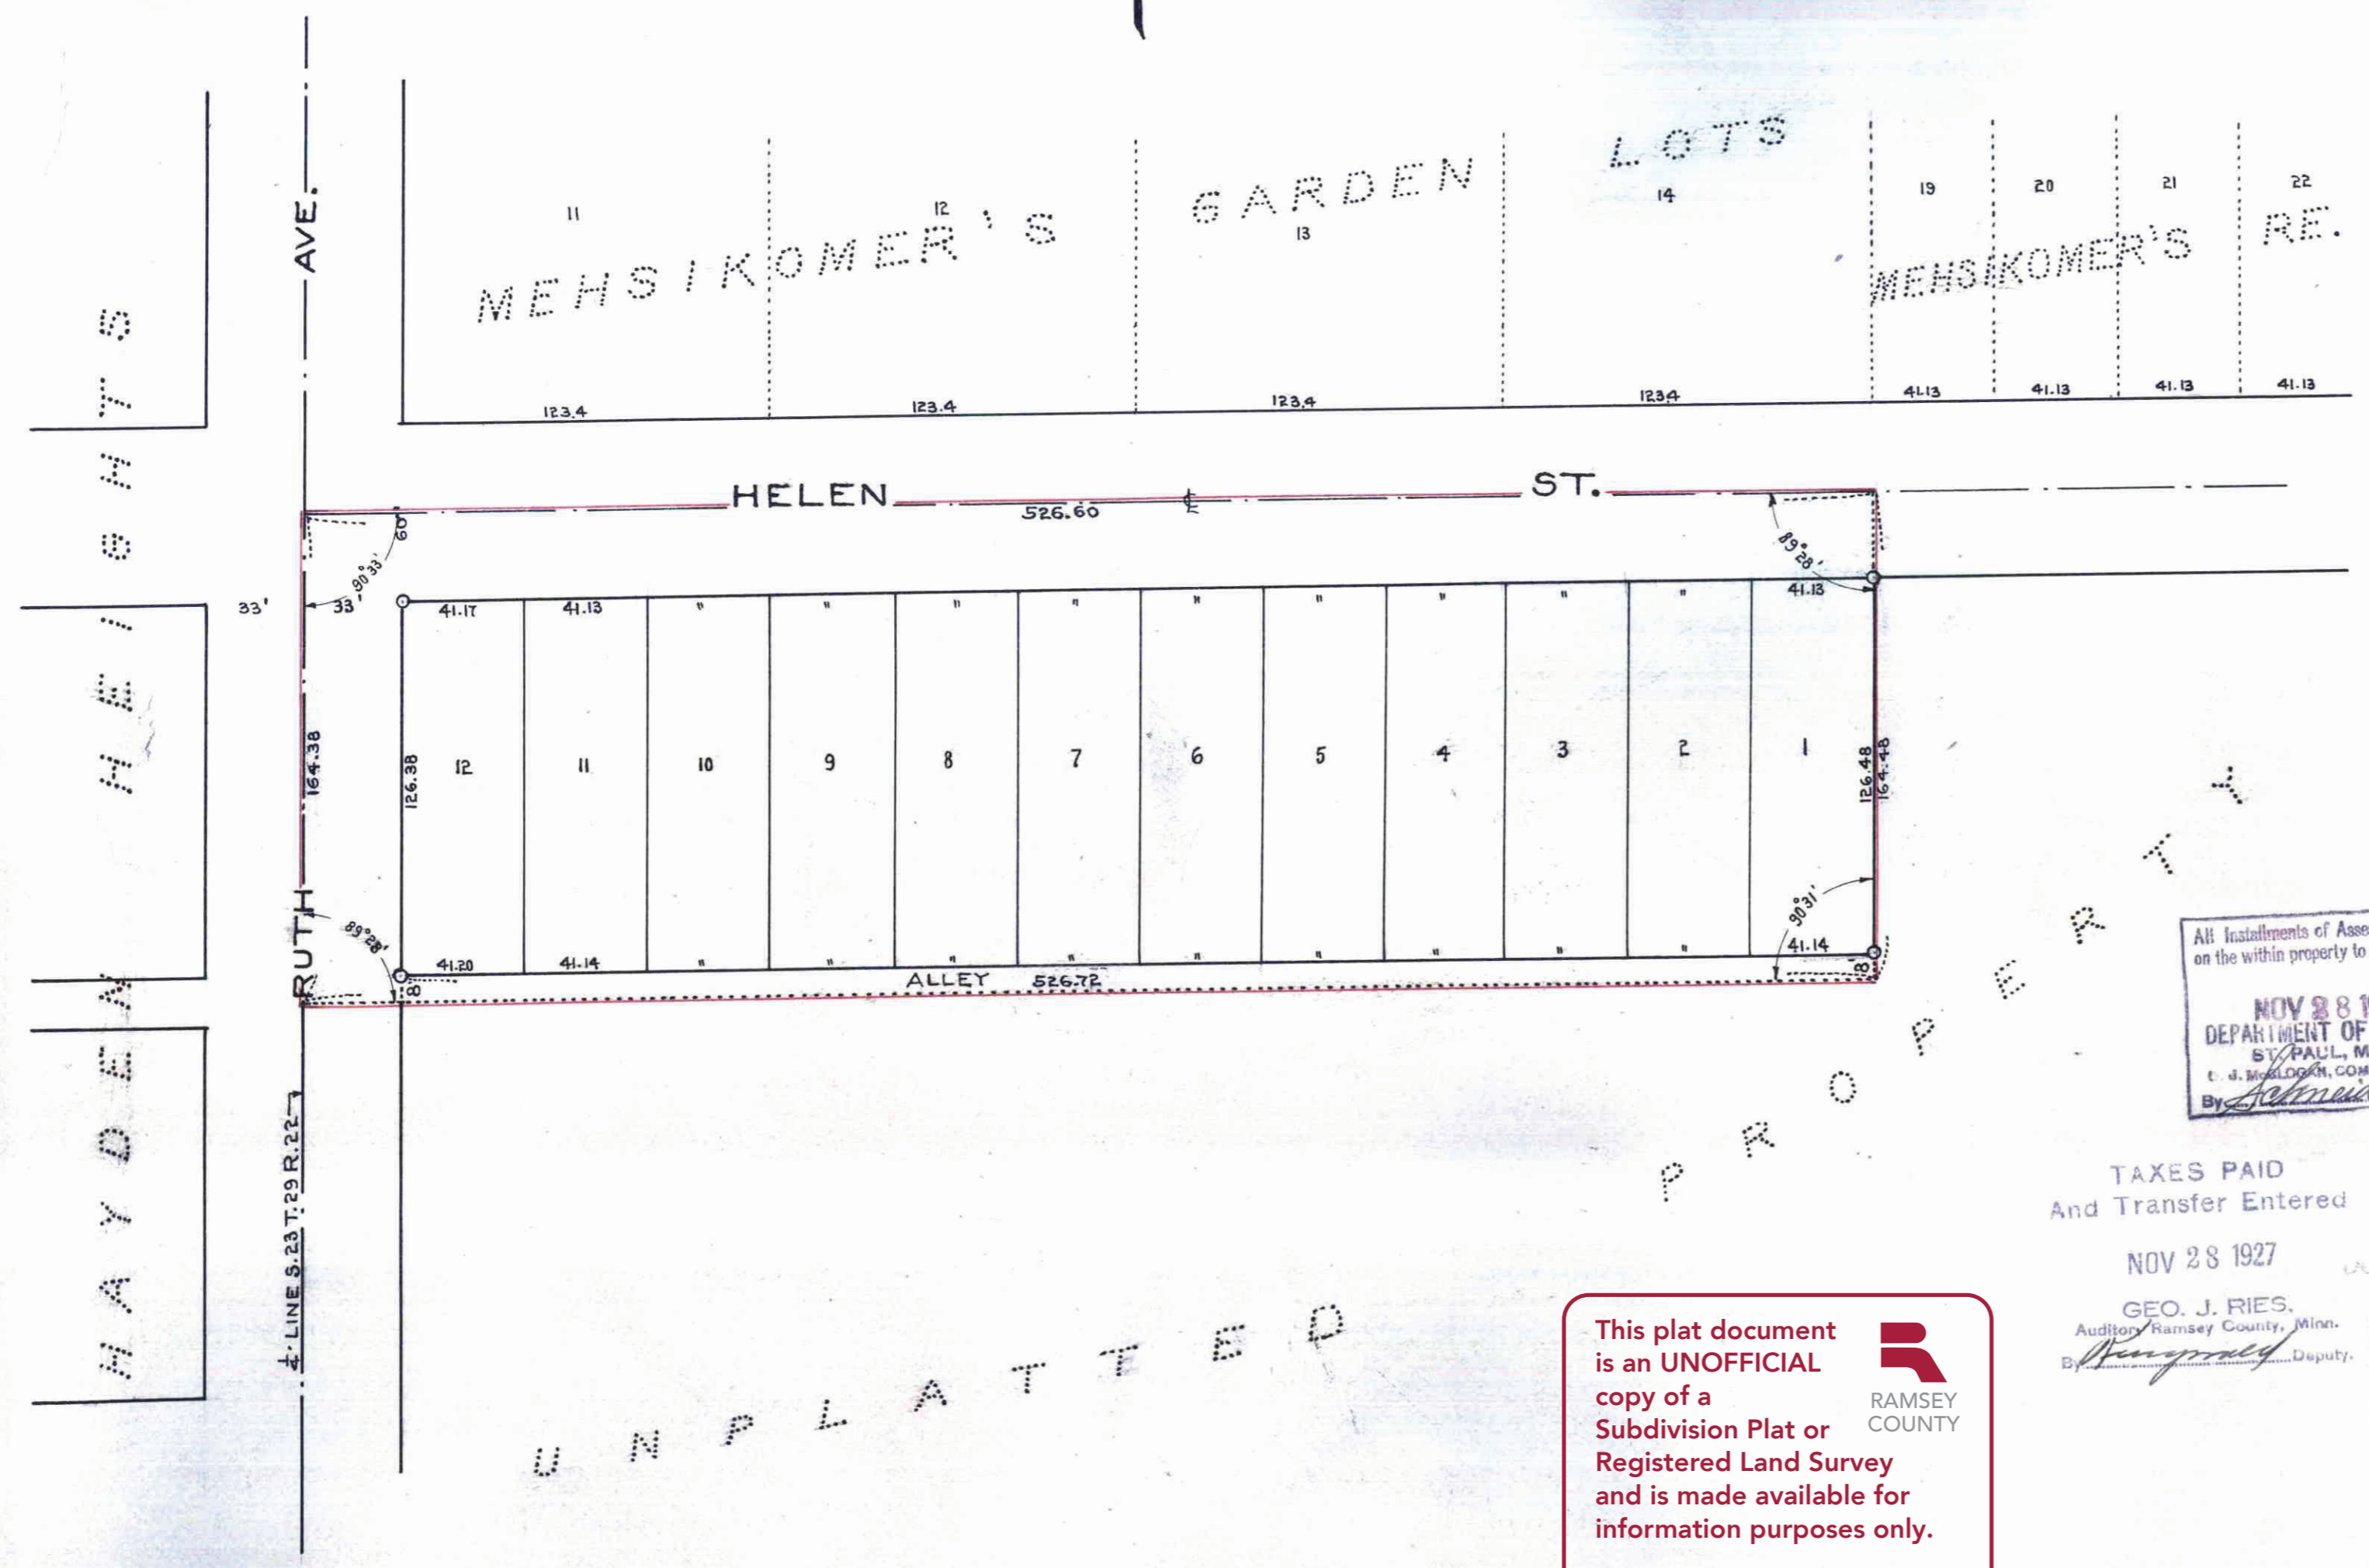 AVE.
HAYDEN HEIGHTS
MEHSIKOMER'S GARDEN LOTS
11
12
13
14
19
20
21
22
MEHSIKOMER'S RE.
123.4
123.4
123.4
123.4
41.13
41.13
41.13
41.13
HELEN ST.
526.60
60
90°33'
89°28'
33'
33'
41.17
41.13
"
"
"
"
"
"
"
"
"
41.13
164.38
126.38
12
11
10
9
8
7
6
5
4
3
2
1
126.48
164.48
RUTH
89°28'
90°31'
41.20
41.14
"
"
"
"
"
"
"
"
"
41.14
8
8
ALLEY 526.72
¼ LINE S.23 T.29 R.22
UNPLATTED PROPERTY
All Installments of
on the within property to
NOV 28
DEPARTMENT OF
ST. PAUL,
By
TAXES PAID
And Transfer Entered
NOV 28 1927
GEO. J. RIES,
Auditor, Ramsey County, Minn.
By Deputy.
This plat document
is an UNOFFICIAL
copy of a
Subdivision Plat or
Registered Land Survey
and is made available for
information purposes only.
RAMSEY
COUNTY